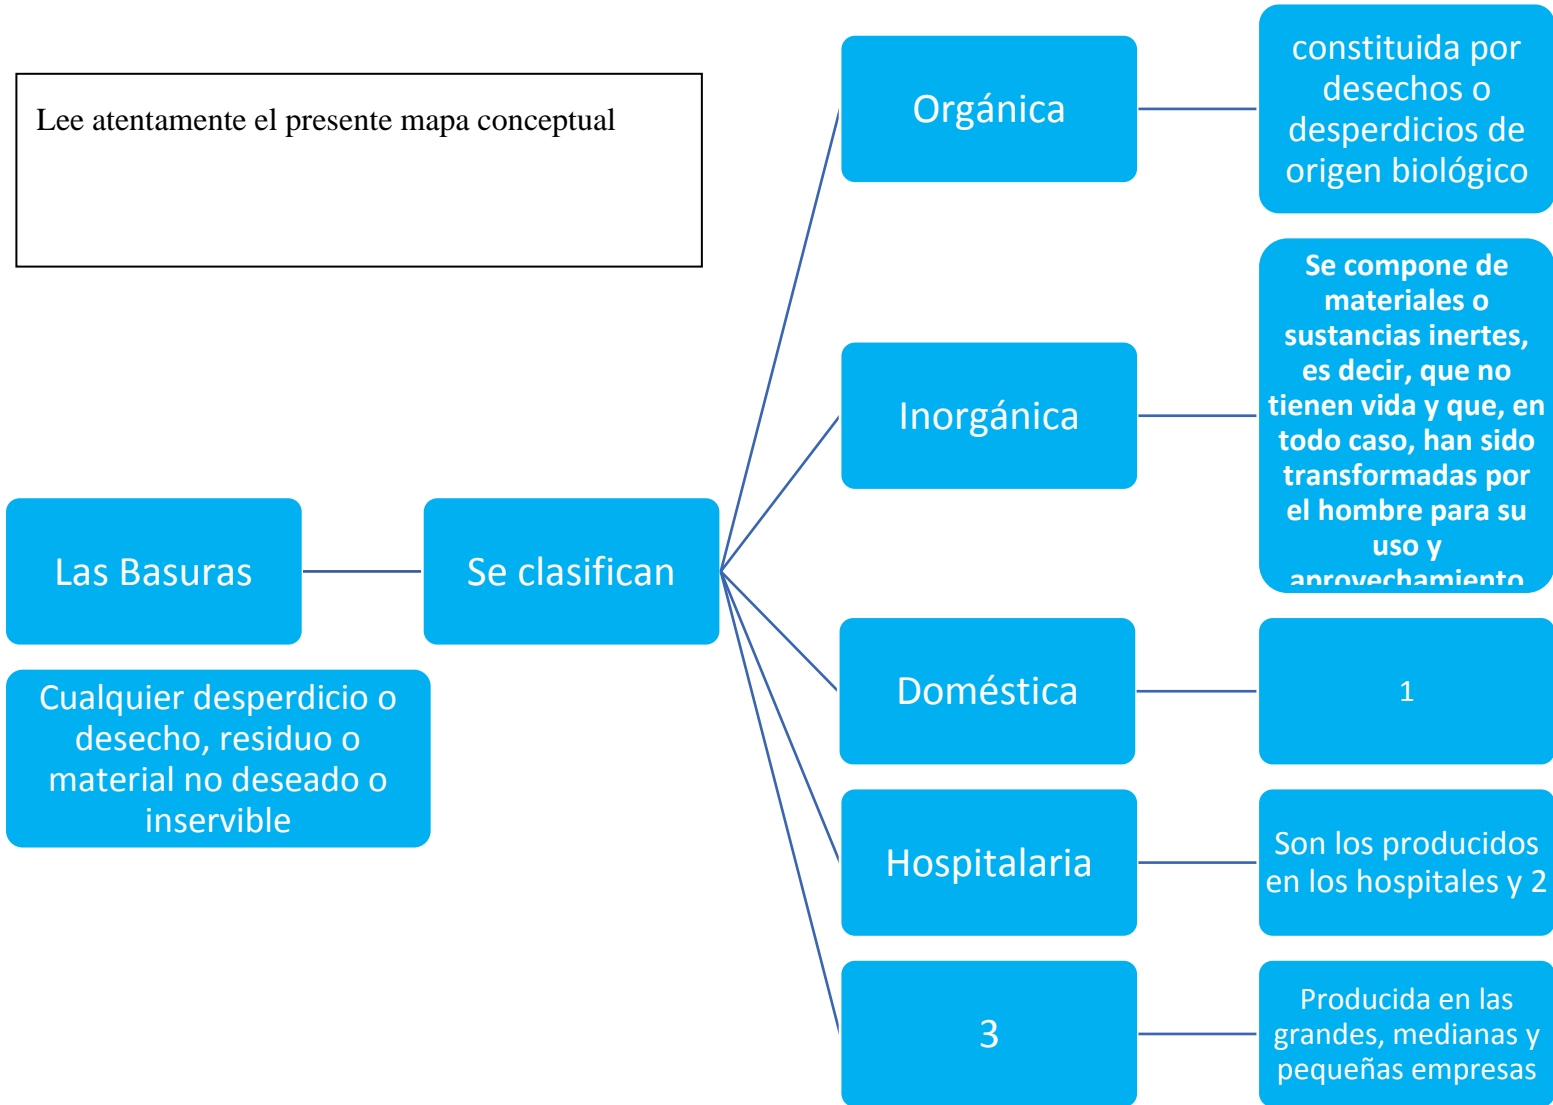 Lee atentamente el presente mapa conceptual
Las Basuras
Cualquier desperdicio o
desecho, residuo o
material no deseado o
inservible
Se clasifican
Orgánica
constituida por
desechos o
desperdicios de
origen biológico
Inorgánica
Se compone de
materiales o
sustancias inertes,
es decir, que no
tienen vida y que, en
todo caso, han sido
transformadas por
el hombre para su
uso y
aprovechamiento
Doméstica
1
Hospitalaria
Son los producidos
en los hospitales y 2
3
Producida en las
grandes, medianas y
pequeñas empresas